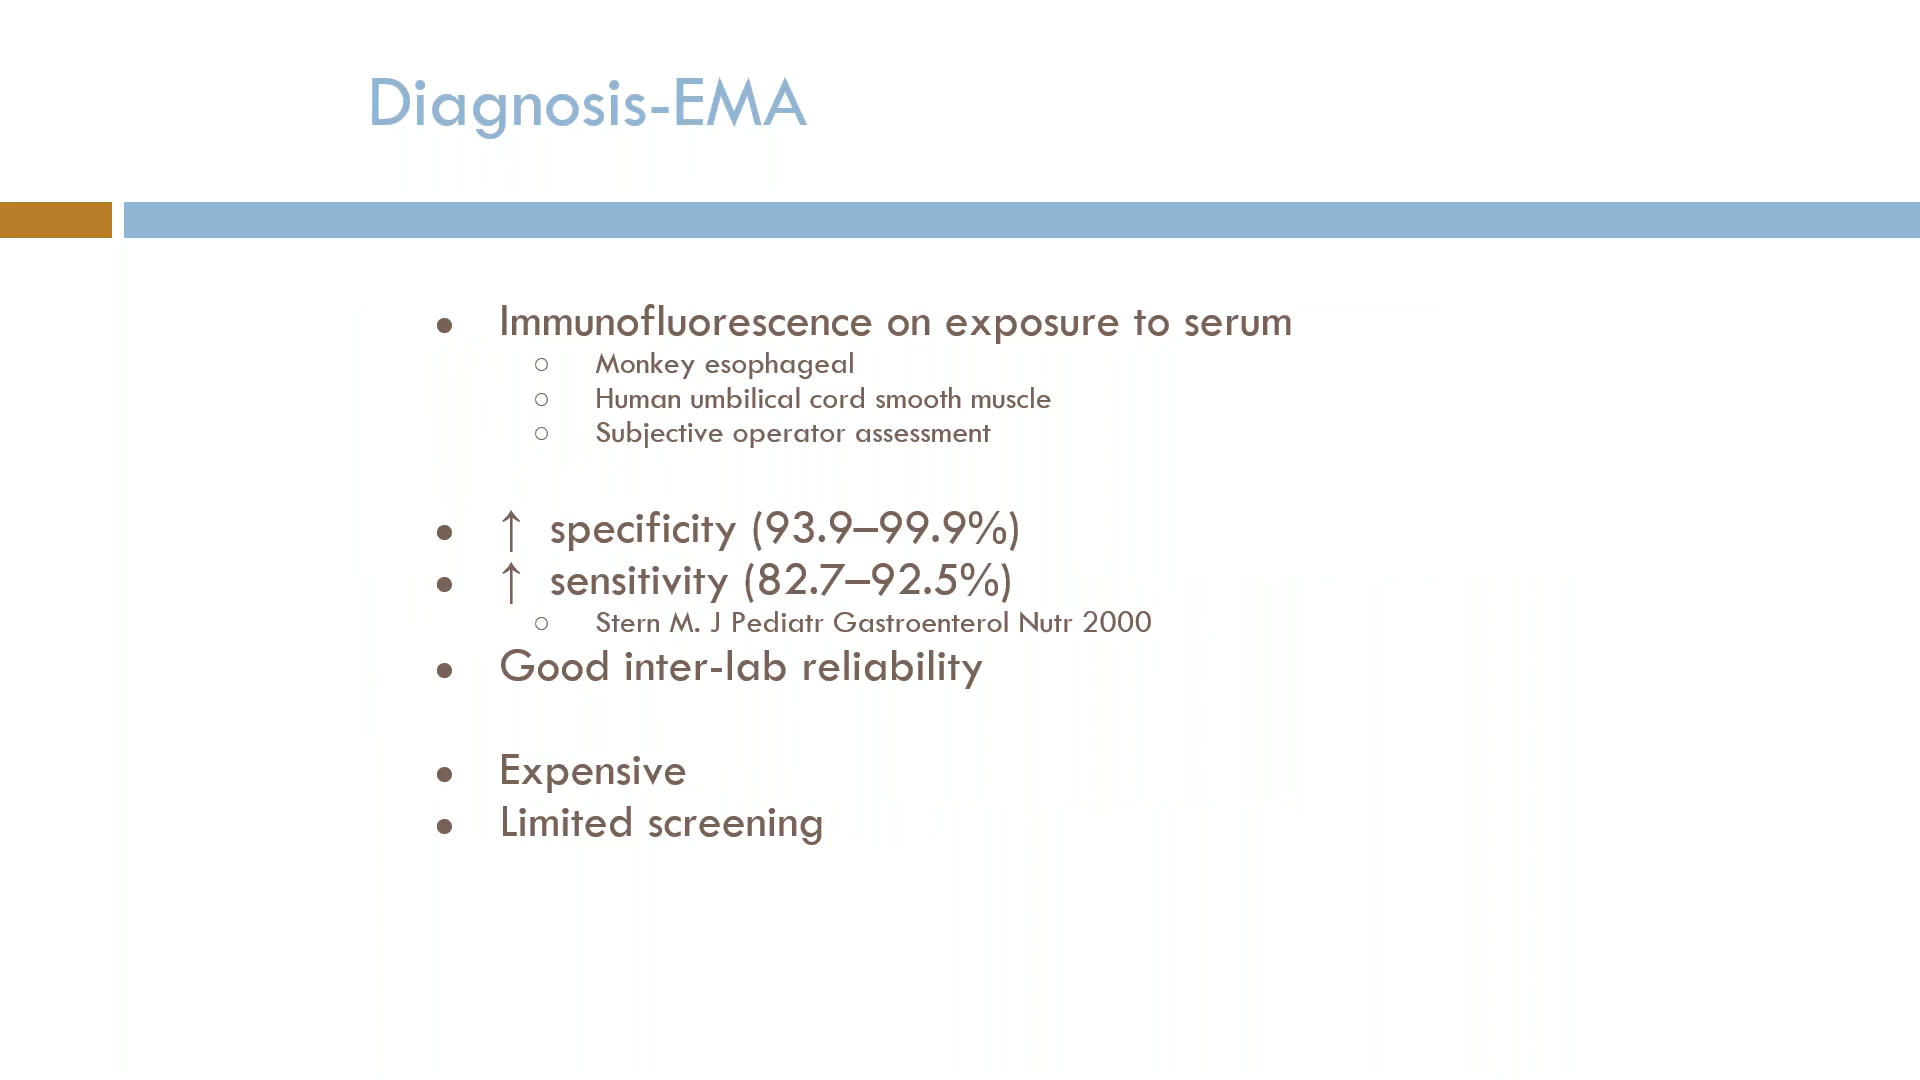 Diagnosis-EMA
● Immunofluorescence on exposure to serum
○ Monkey esophageal
○ Human umbilical cord smooth muscle
○ Subjective operator assessment
● ↑ specificity (93.9–99.9%)
● ↑ sensitivity (82.7–92.5%)
○ Stern M. J Pediatr Gastroenterol Nutr 2000
● Good inter-lab reliability
● Expensive
● Limited screening